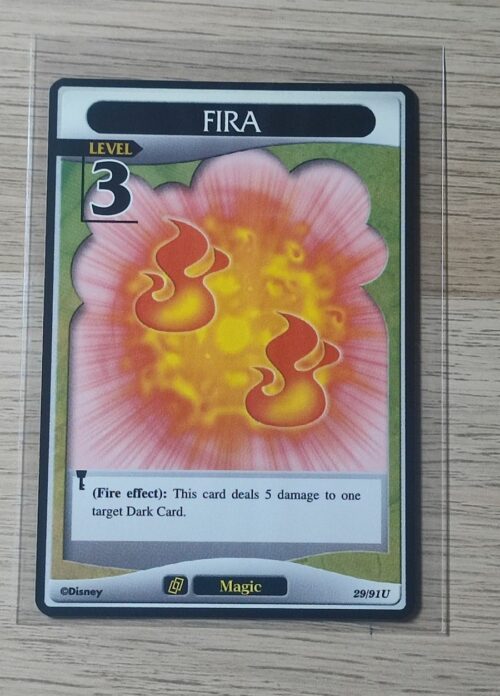 FIRA
LEVEL
3
(Fire effect): This card deals 5 damage to one
target Dark Card.
©Disney
Magic
29/91U